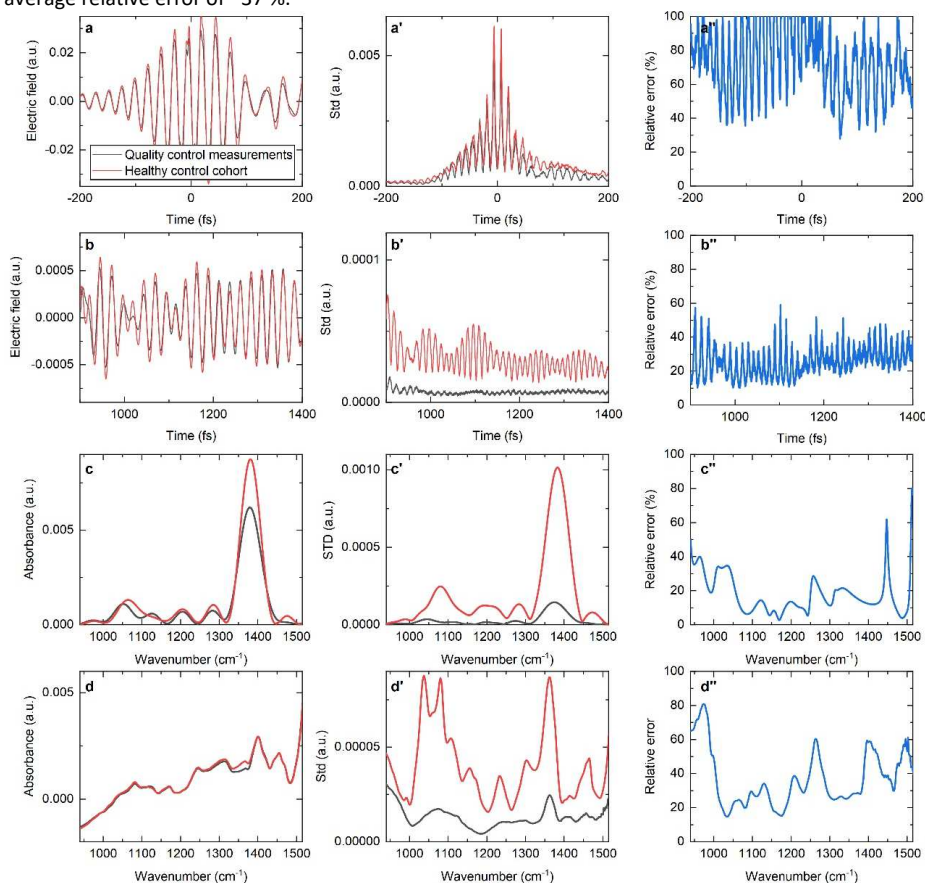 average relative error of ~37 %.
a
Electric field (a.u.)
0.02
0.00
-0.02
Quality control measurements
Healthy control cohort
-200 0 200
Time (fs)
a'
Std (a.u.)
0.005
0.000
-200 0 200
Time (fs)
a"
Relative error (%)
100
80
60
40
20
0
-200 0 200
Time (fs)
b
Electric field (a.u.)
0.0005
0.0000
-0.0005
1000 1200 1400
Time (fs)
b'
Std (a.u.)
0.0001
0.0000
1000 1200 1400
Time (fs)
b"
Relative error (%)
100
80
60
40
20
0
1000 1200 1400
Time (fs)
c
Absorbance (a.u.)
0.005
0.000
1000 1100 1200 1300 1400 1500
Wavenumber (cm⁻¹)
c'
STD (a.u.)
0.0010
0.0005
0.0000
1000 1100 1200 1300 1400 1500
Wavenumber (cm⁻¹)
c"
Relative error (%)
100
80
60
40
20
0
1000 1100 1200 1300 1400 1500
Wavenumber (cm⁻¹)
d
Absorbance (a.u.)
0.005
0.000
1000 1100 1200 1300 1400 1500
Wavenumber (cm⁻¹)
d'
Std (a.u.)
0.00005
0.00000
1000 1100 1200 1300 1400 1500
Wavenumber (cm⁻¹)
d"
Relative error
100
80
60
40
20
0
1000 1100 1200 1300 1400 1500
Wavenumber (cm⁻¹)